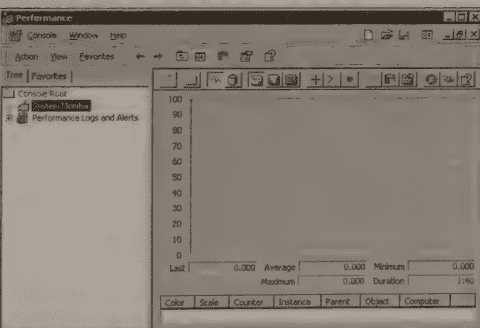 Performance
Console Window Help
Action View Favorites
Tree Favorites
Console Root
System Monitor
Performance Logs and Alerts
100
90
80
70
60
50
40
30
20
10
0
Last 0.000 Average 0.000 Minimum 0.000
Maximum 0.000 Duration 1:40
Color Scale Counter Instance Parent Object Computer